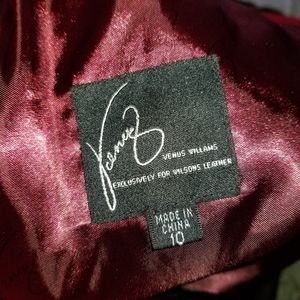 Venus
VENUS WILLIAMS
EXCLUSIVELY FOR WILSONS LEATHER
MADE IN
CHINA
10